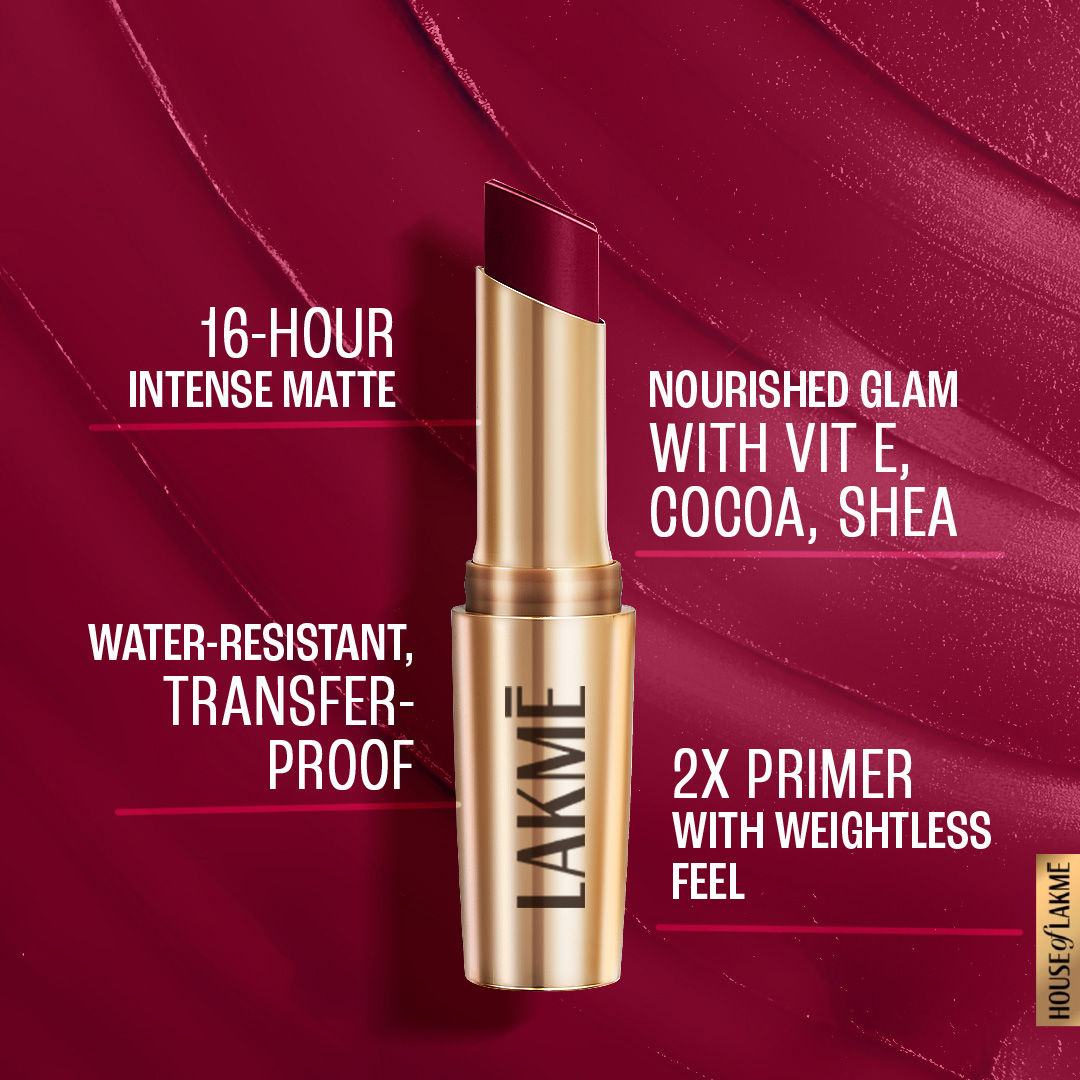 16-HOUR
INTENSE MATTE
NOURISHED GLAM
WITH VIT E,
COCOA, SHEA
WATER-RESISTANT,
TRANSFER-
PROOF
2X PRIMER
WITH WEIGHTLESS
FEEL
LAKMĒ
HOUSE of LAKMĒ